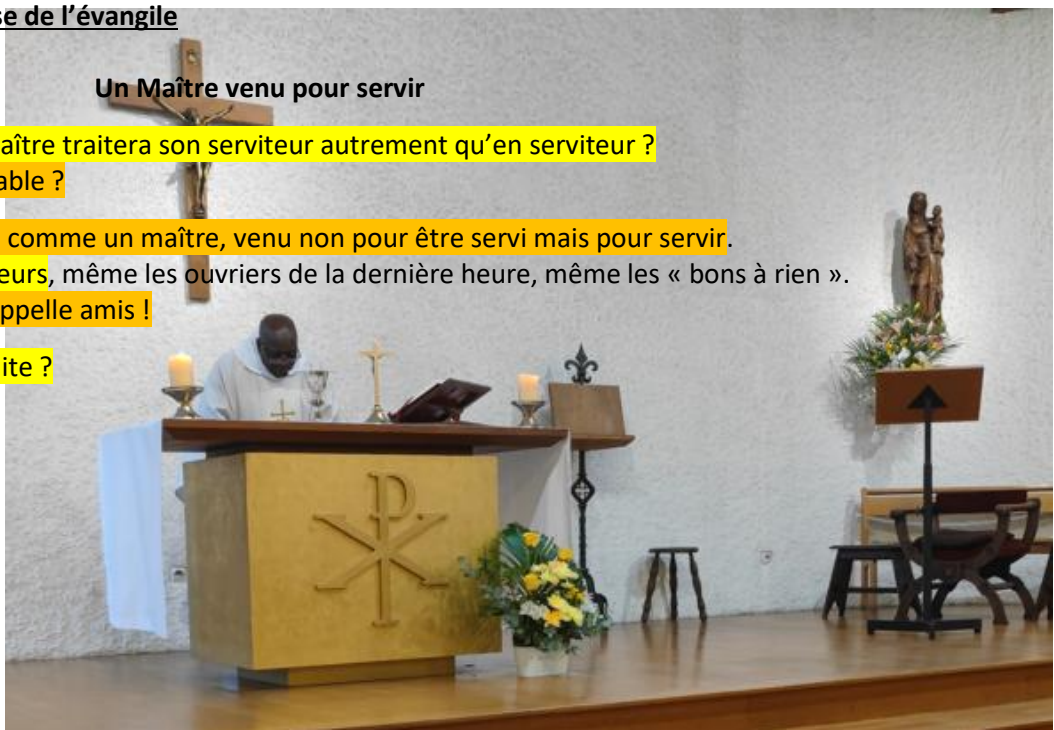 se de l’évangile
Un Maître venu pour servir
aître traitera son serviteur autrement qu’en serviteur ?
able ?
comme un maître, venu non pour être servi mais pour servir.
eurs, même les ouvriers de la dernière heure, même les « bons à rien ».
ppelle amis !
ite ?